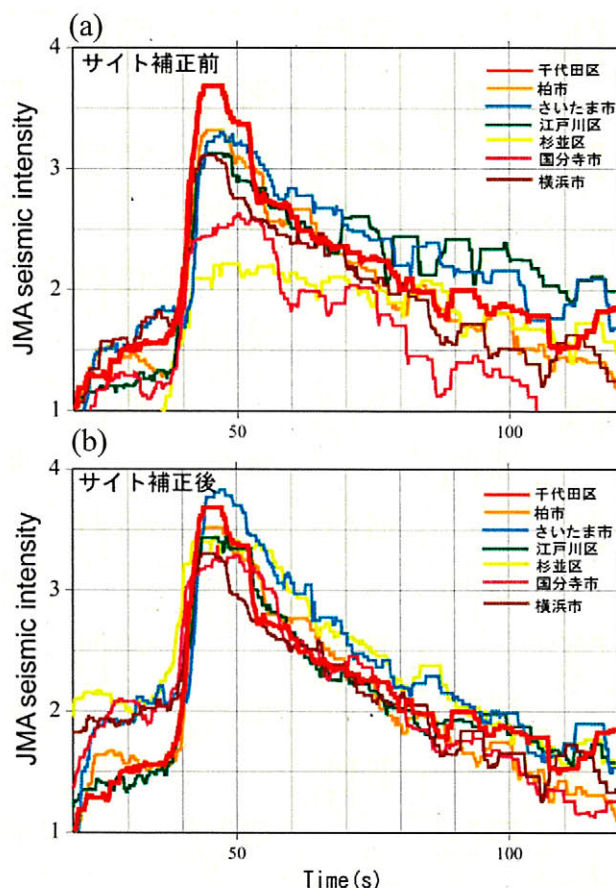 (a)
4
サイト補正前
千代田区
柏市
さいたま市
江戸川区
杉並区
国分寺市
横浜市
3
2
1
JMA seismic intensity
50
100
(b)
4
サイト補正後
千代田区
柏市
さいたま市
江戸川区
杉並区
国分寺市
横浜市
3
2
1
JMA seismic intensity
50
100
Time(s)